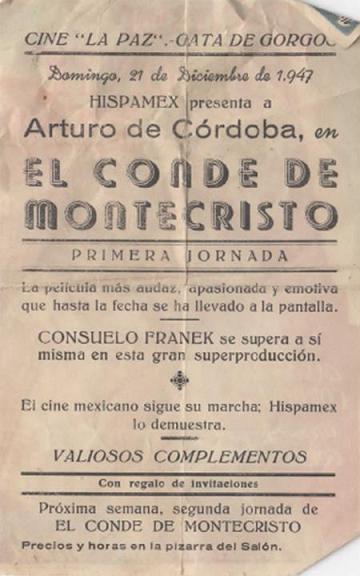 CINE "LA PAZ".-GATA DE GORGOS
Domingo, 21 de Diciembre de 1.947
HISPAMEX presenta a
Arturo de Córdoba, en
EL CONDE DE
MONTECRISTO
PRIMERA JORNADA
La película más audaz, apasionada y emotiva
que hasta la fecha se ha llevado a la pantalla.
CONSUELO FRANEK se supera a sí
misma en esta gran superproducción.
El cine mexicano sigue su marcha; Hispamex
lo demuestra.
VALIOSOS COMPLEMENTOS
Con regalo de invitaciones
Próxima semana, segunda jornada de
EL CONDE DE MONTECRISTO
Precios y horas en la pizarra del Salón.